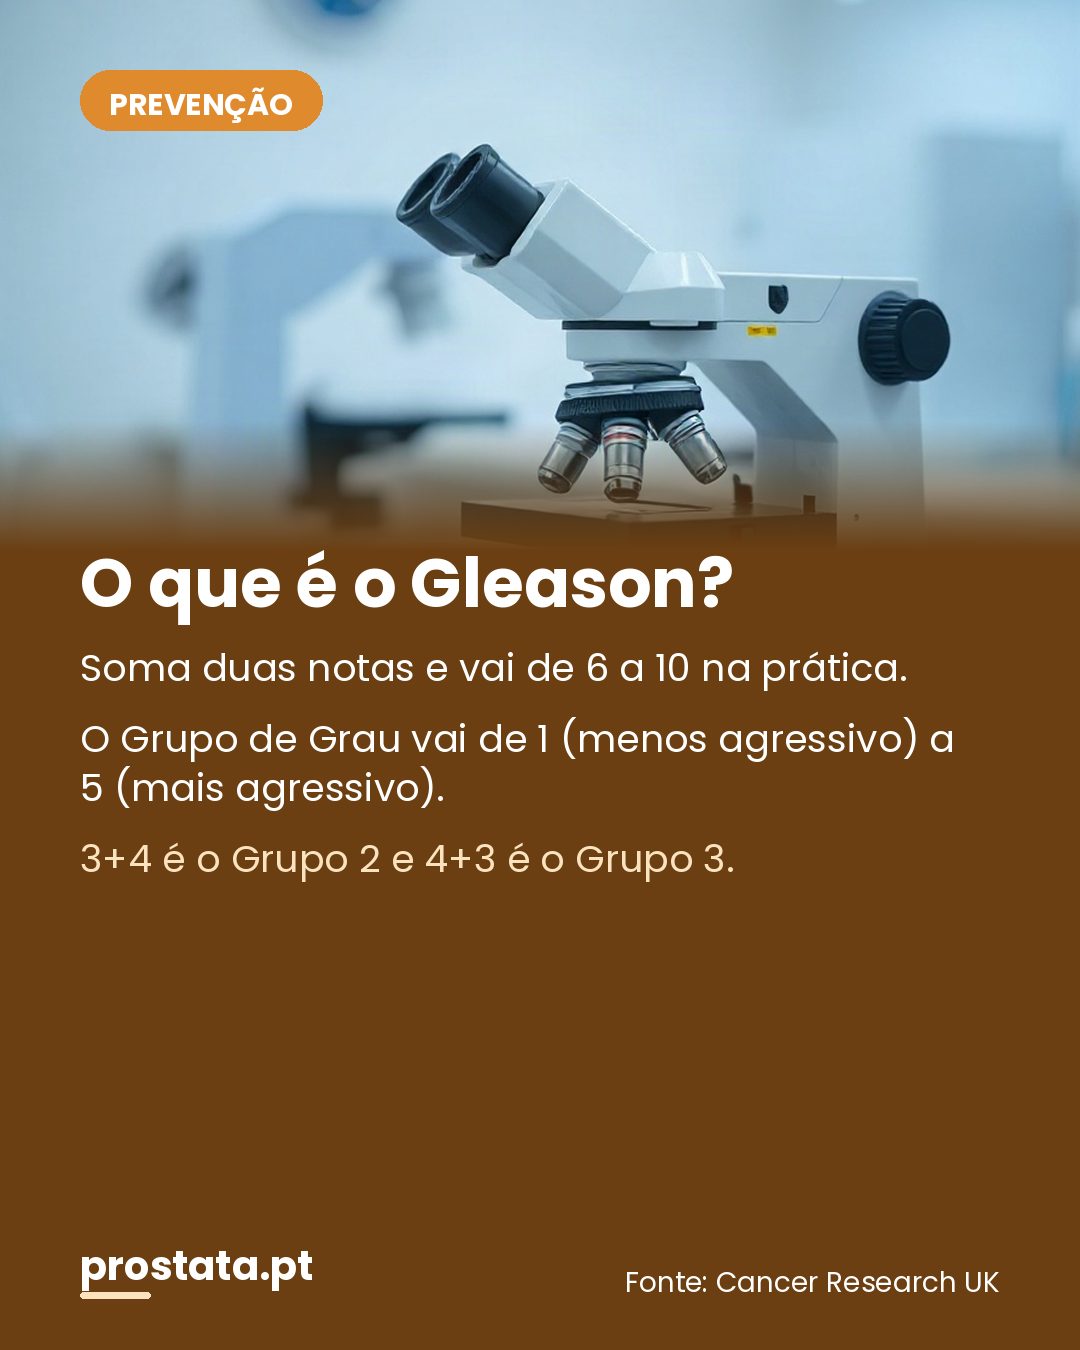 PREVENÇÃO
O que é o Gleason?
Soma duas notas e vai de 6 a 10 na prática.
O Grupo de Grau vai de 1 (menos agressivo) a
5 (mais agressivo).
3+4 é o Grupo 2 e 4+3 é o Grupo 3.
prostata.pt
Fonte: Cancer Research UK